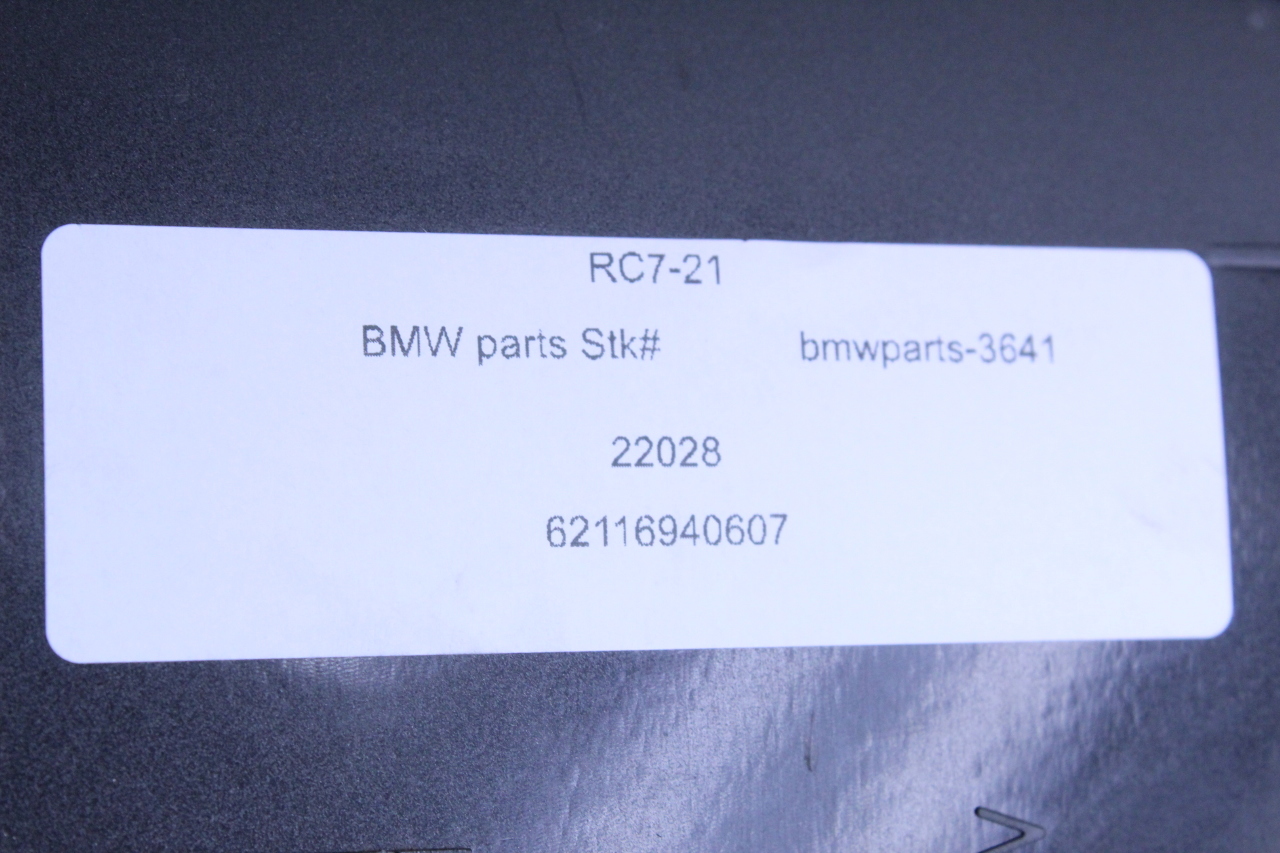 RC7-21
BMW parts Stk# bmwparts-3641
22028
62116940607